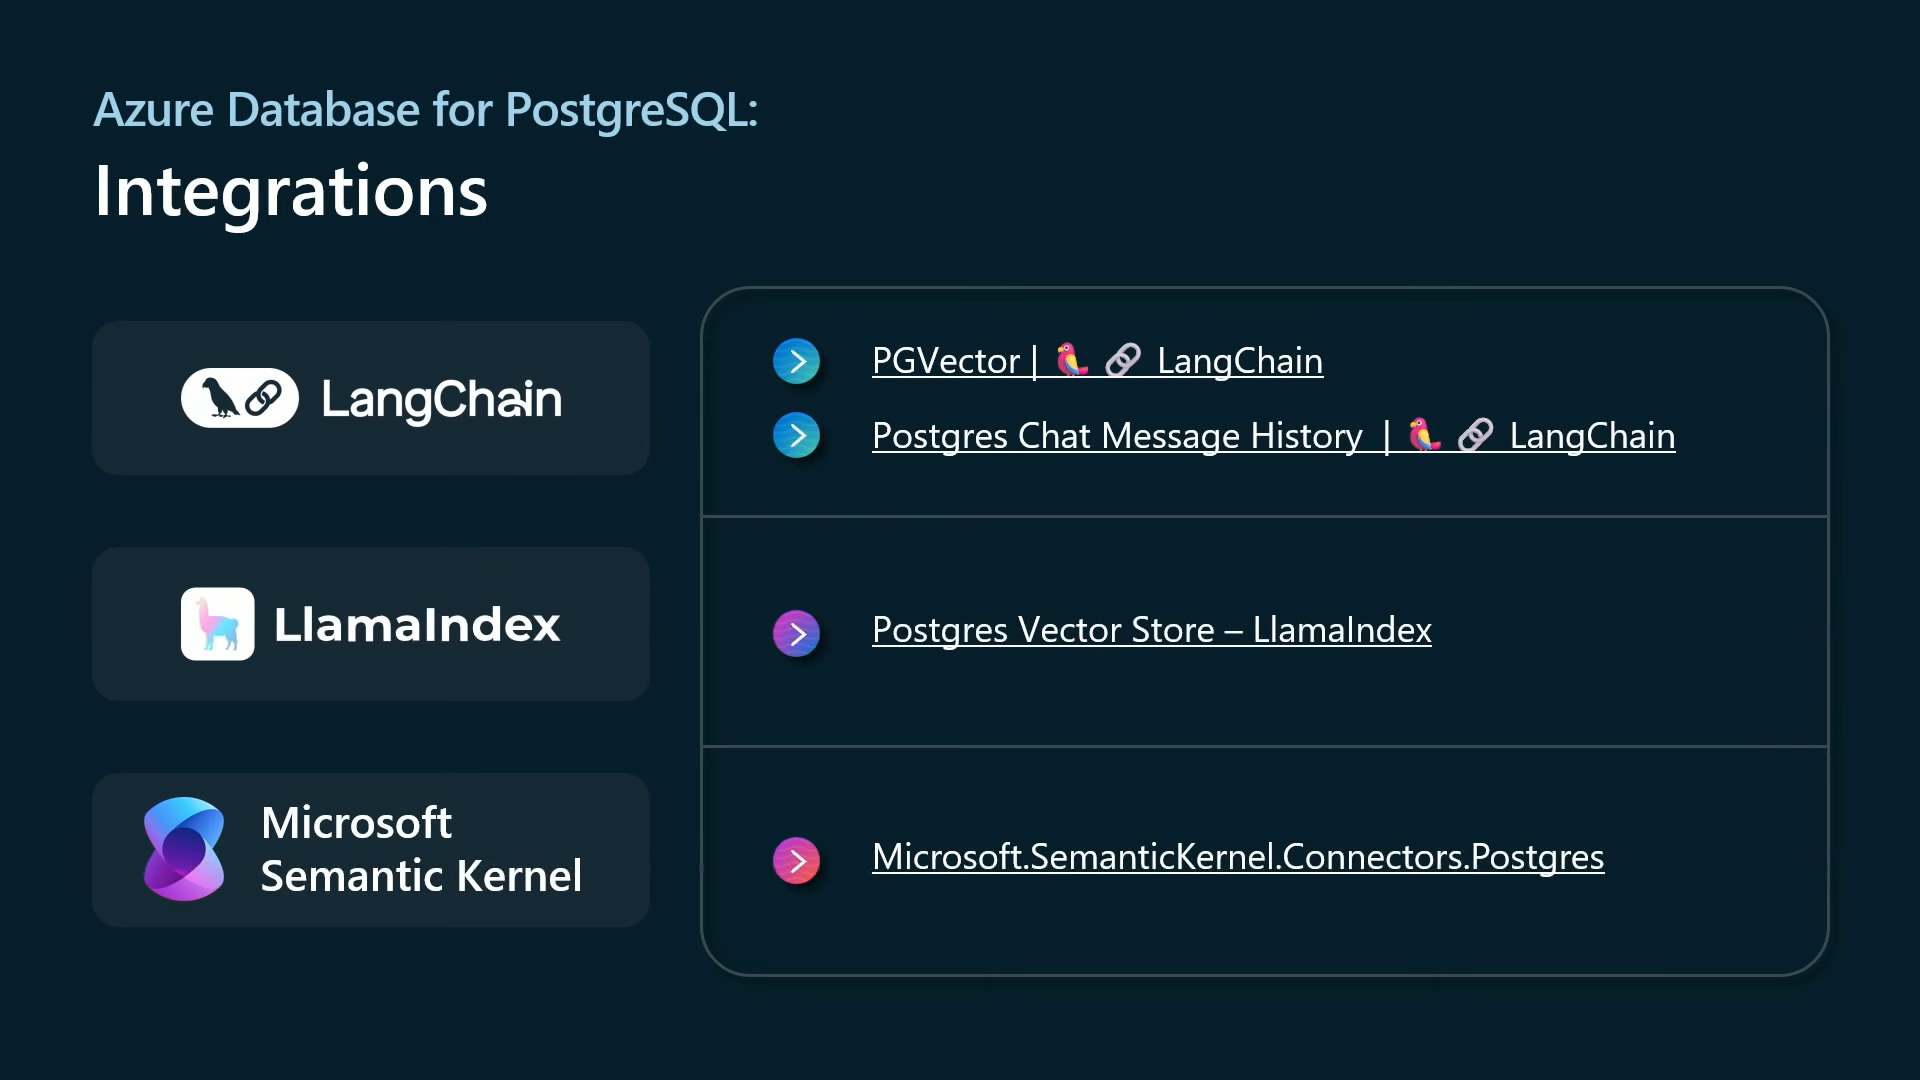 Azure Database for PostgreSQL:
Integrations
LangChain
PGVector | 🦜 🔗 LangChain
Postgres Chat Message History | 🦜 🔗 LangChain
LlamaIndex
Postgres Vector Store – LlamaIndex
Microsoft
Semantic Kernel
Microsoft.SemanticKernel.Connectors.Postgres